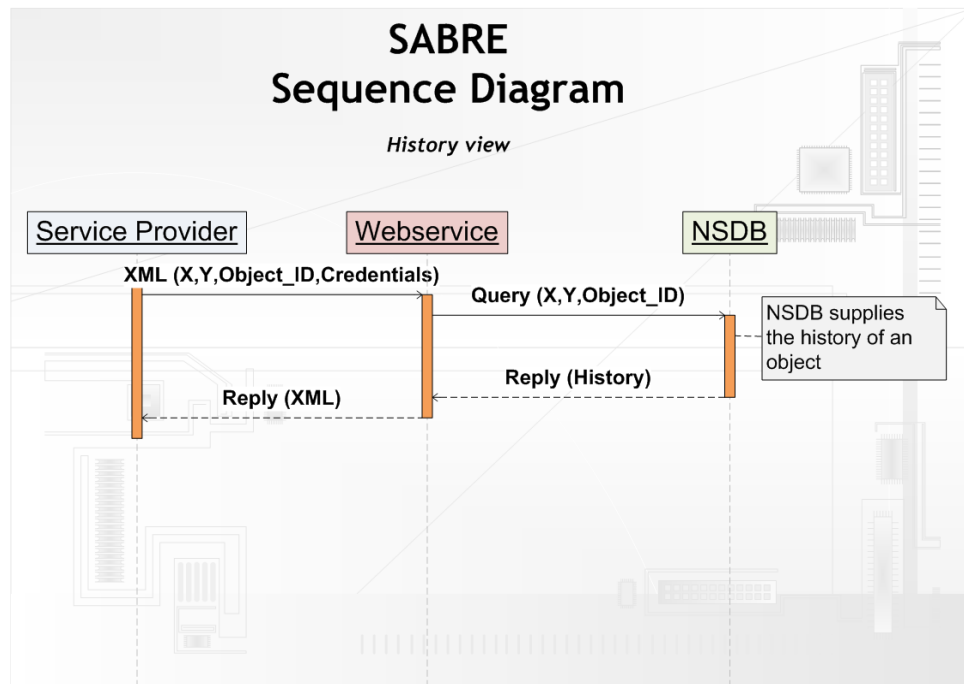 SABRE
Sequence Diagram
History view
Service Provider
Webservice
NSDB
XML (X,Y,Object_ID,Credentials)
Query (X,Y,Object_ID)
NSDB supplies
the history of an
object
Reply (History)
Reply (XML)